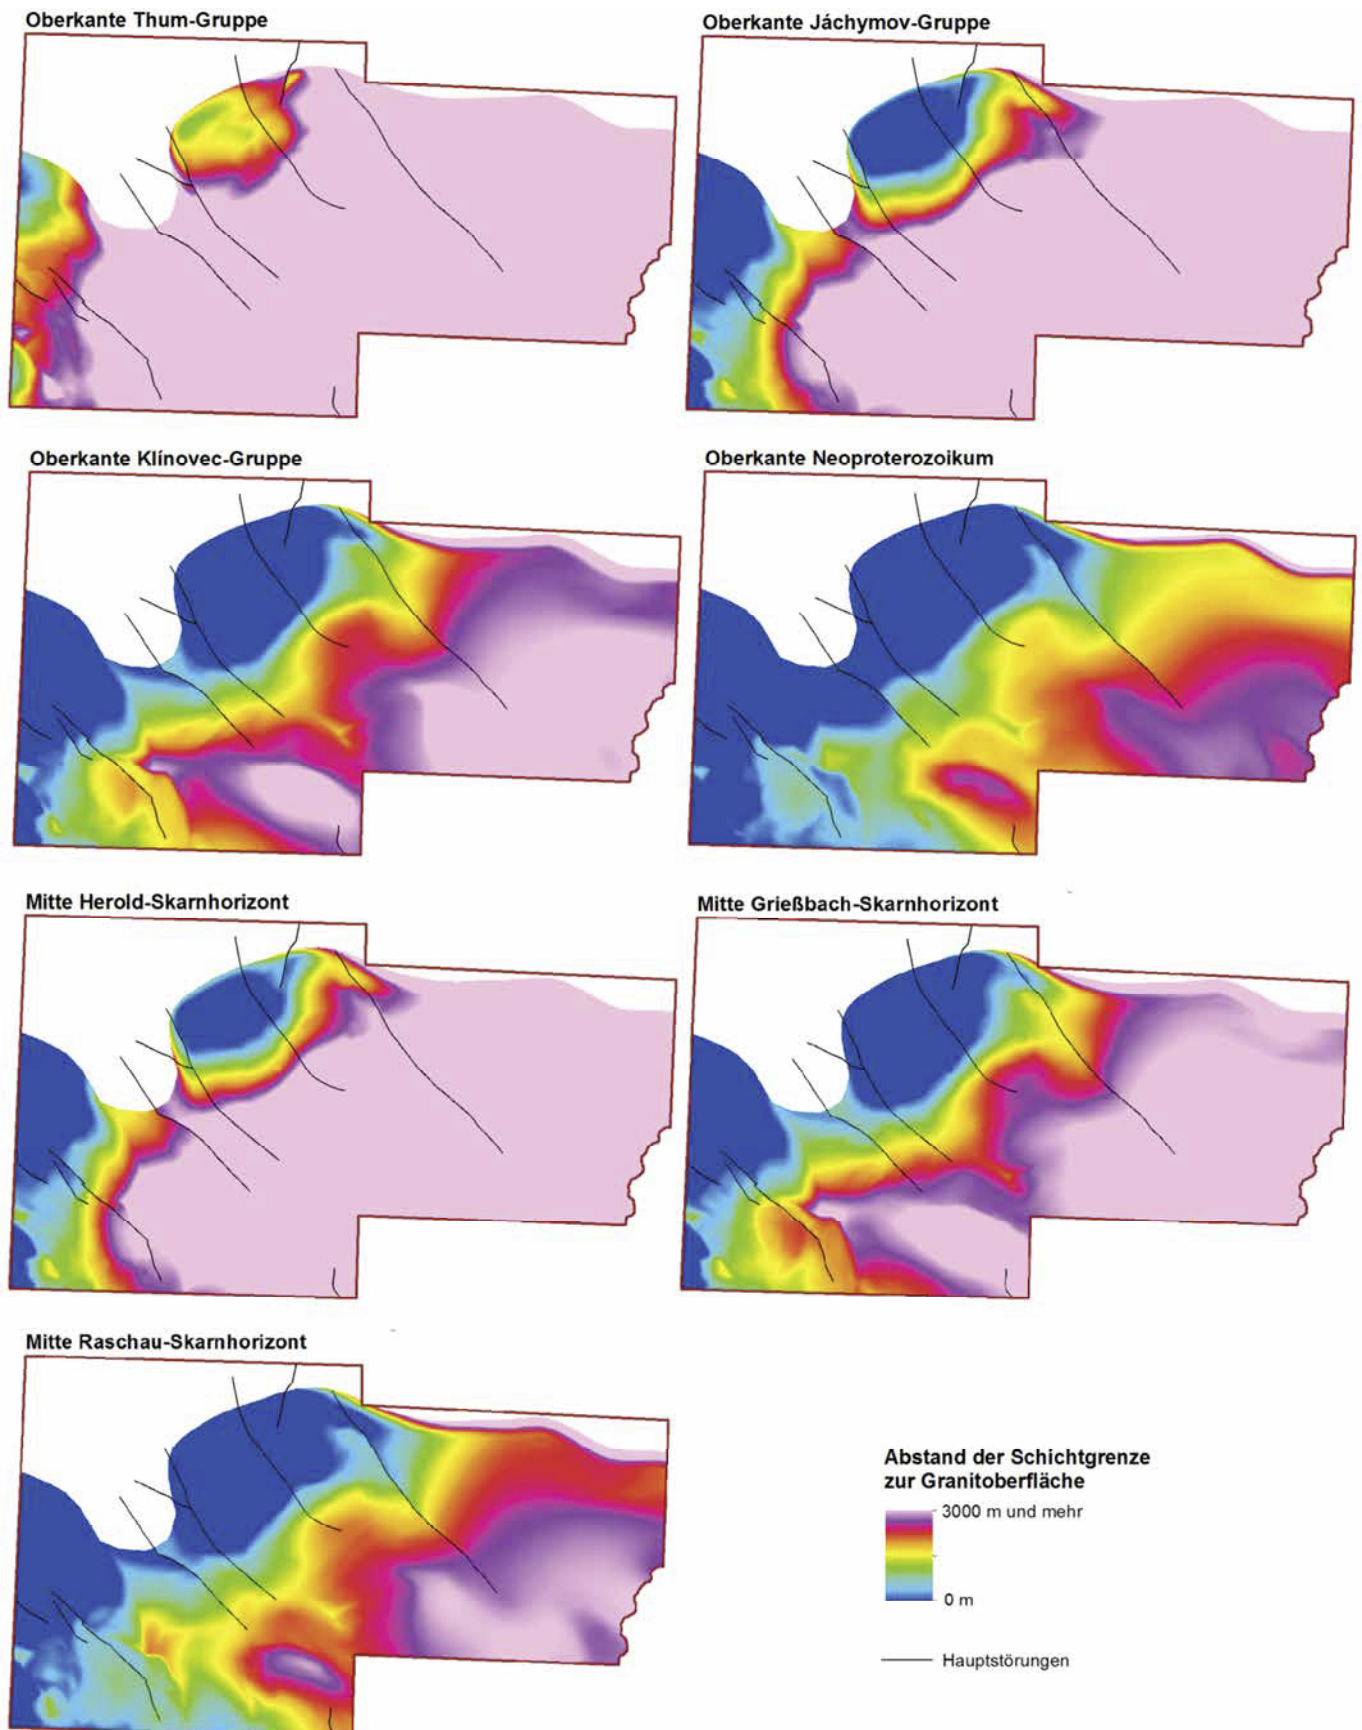 Oberkante Thum-Gruppe
Oberkante Jáchymov-Gruppe
Oberkante Klínovec-Gruppe
Oberkante Neoproterozoikum
Mitte Herold-Skarnhorizont
Mitte Grießbach-Skarnhorizont
Mitte Raschau-Skarnhorizont
Abstand der Schichtgrenze
zur Granitoberfläche
3000 m und mehr
0 m
Hauptstörungen